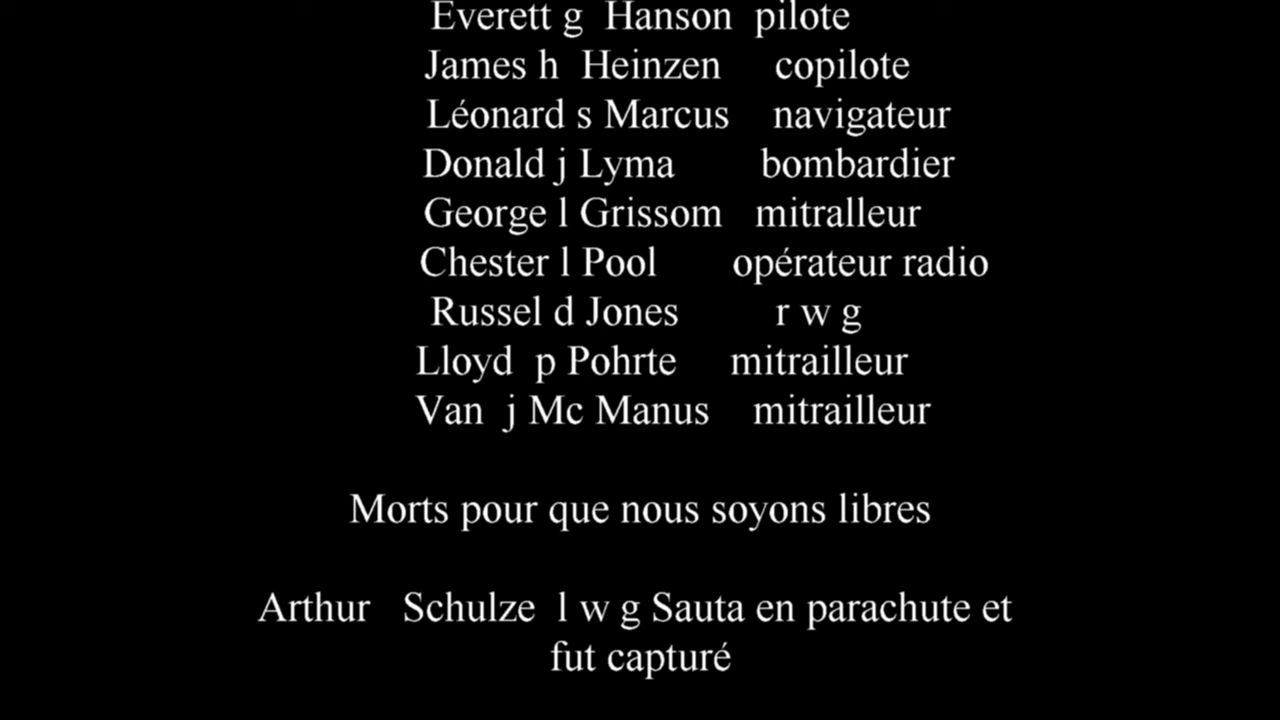 Everett g Hanson pilote
James h Heinzen copilote
Léonard s Marcus navigateur
Donald j Lyma bombardier
George l Grissom mitralleur
Chester l Pool opérateur radio
Russel d Jones r w g
Lloyd p Pohrte mitrailleur
Van j Mc Manus mitrailleur
Morts pour que nous soyons libres
Arthur Schulze l w g Sauta en parachute et
fut capturé